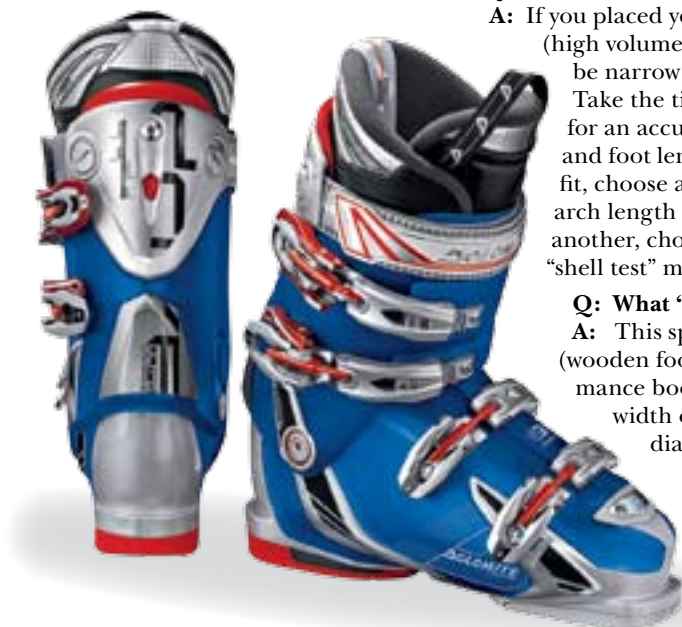 A: If you placed yo
(high volume
be narrow
Take the ti
for an accu
and foot len
fit, choose a
arch length
another, cho
“shell test” m
Q: What “
A: This sp
(wooden foo
mance boo
width o
dia
DOLOMITE